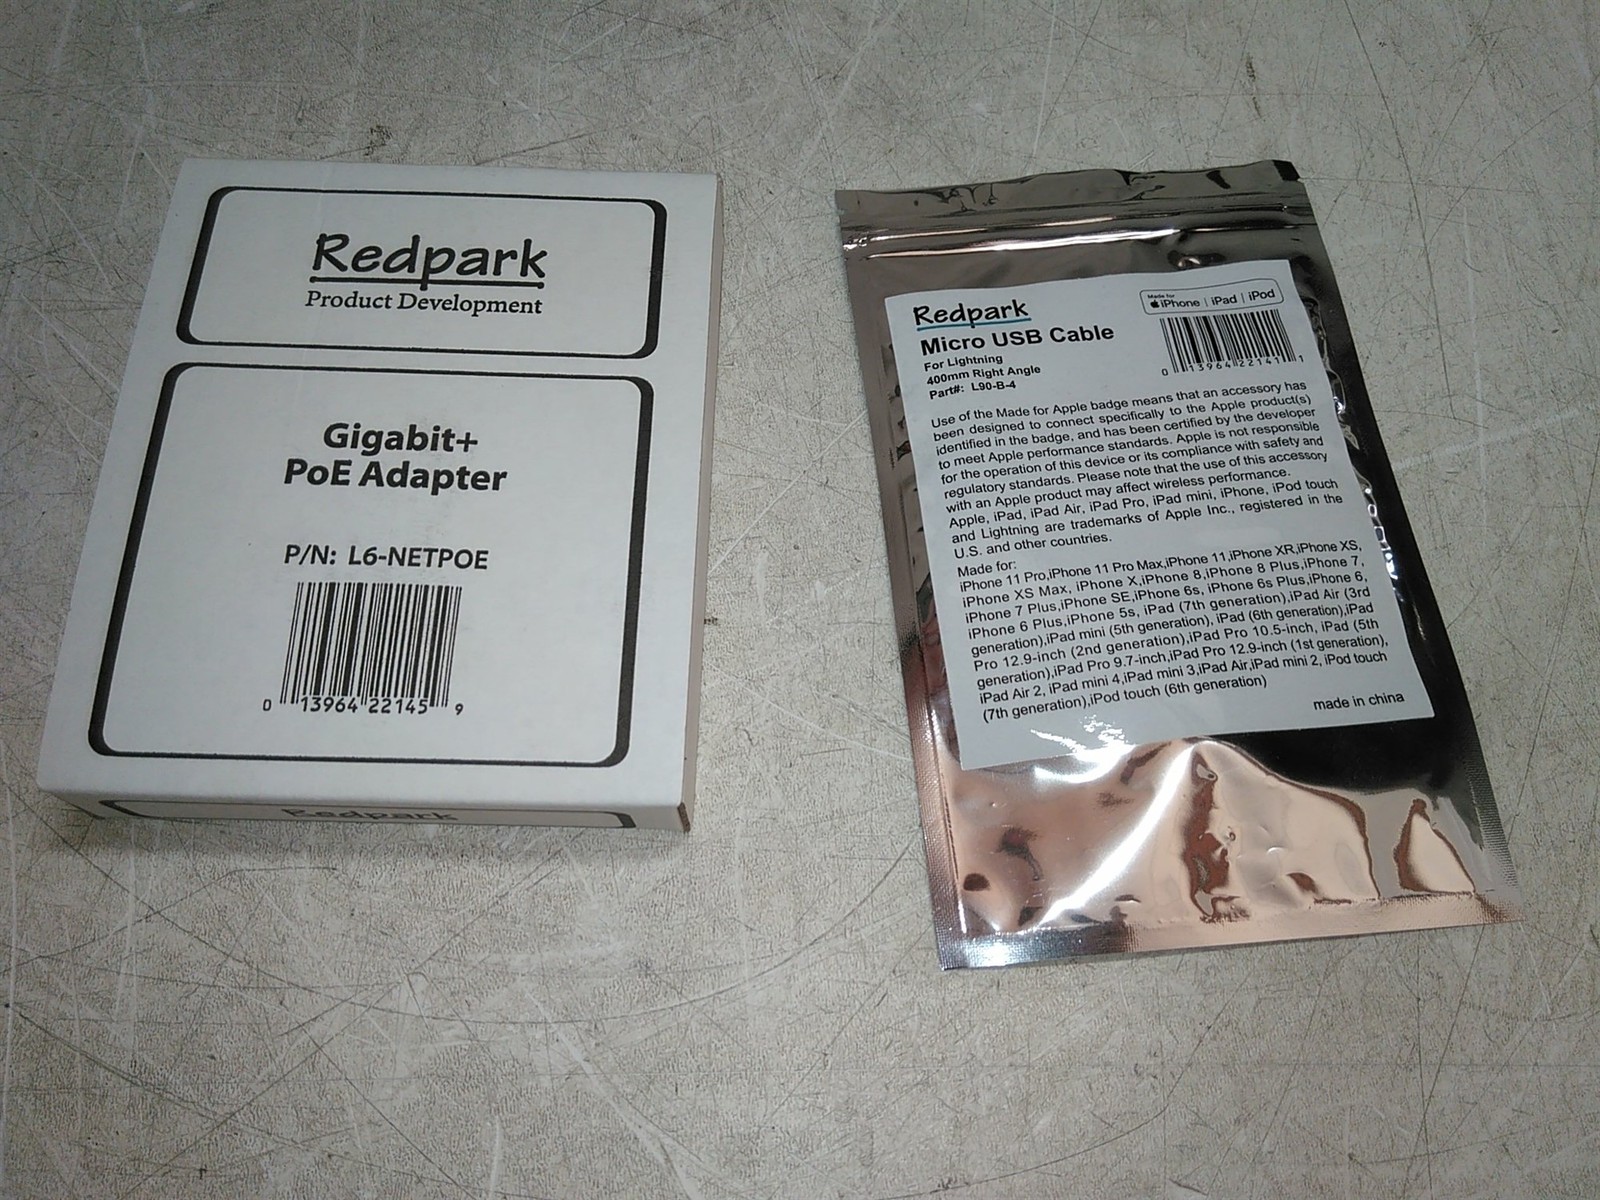 Redpark
Product Development
Gigabit+
PoE Adapter
P/N: L6-NETPOE
0 13964 22145 9
Redpark
Redpark
Micro USB Cable
For Lightning
400mm Right Angle
Part#: L90-B-4
Made for
iPhone | iPad | iPod
0 13964 22141 1
Use of the Made for Apple badge means that an accessory has
been designed to connect specifically to the Apple product(s)
identified in the badge, and has been certified by the developer
to meet Apple performance standards. Apple is not responsible
for the operation of this device or its compliance with safety and
regulatory standards. Please note that the use of this accessory
with an Apple product may affect wireless performance.
Apple, iPad, iPad Air, iPad Pro, iPad mini, iPhone, iPod touch
and Lightning are trademarks of Apple Inc., registered in the
U.S. and other countries.
Made for:
iPhone 11 Pro,iPhone 11 Pro Max,iPhone 11,iPhone XR,iPhone XS,
iPhone XS Max, iPhone X,iPhone 8,iPhone 8 Plus,iPhone 7,
iPhone 7 Plus,iPhone SE,iPhone 6s, iPhone 6s Plus,iPhone 6,
iPhone 6 Plus,iPhone 5s, iPad (7th generation),iPad Air (3rd
generation),iPad mini (5th generation), iPad (6th generation),iPad
Pro 12.9-inch (2nd generation),iPad Pro 10.5-inch, iPad (5th
generation),iPad Pro 9.7-inch,iPad Pro 12.9-inch (1st generation),
iPad Air 2, iPad mini 4,iPad mini 3,iPad Air,iPad mini 2, iPod touch
(7th generation),iPod touch (6th generation)
made in china